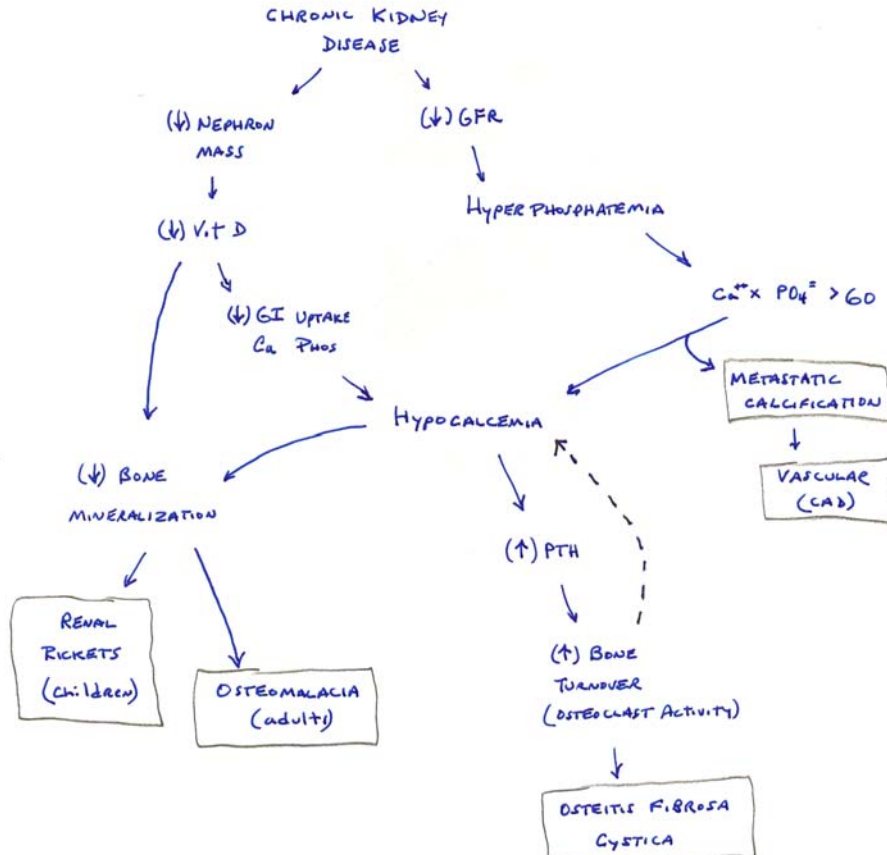 CHRONIC KIDNEY
DISEASE
(↓) NEPHRON
MASS
(↓) GFR
(↓) Vit D
HYPERPHOSPHATEMIA
(↓) GI UPTAKE
Ca PHOS
Ca⁺⁺ x PO₄⁼ > 60
METASTATIC
CALCIFICATION
HYPOCALCEMIA
VASCULAR
(CAD)
(↓) BONE
MINERALIZATION
(↑) PTH
RENAL
RICKETS
(children)
OSTEOMALACIA
(adults)
(↑) BONE
TURNOVER
(OSTEOCLAST ACTIVITY)
OSTEITIS FIBROSA
CYSTICA